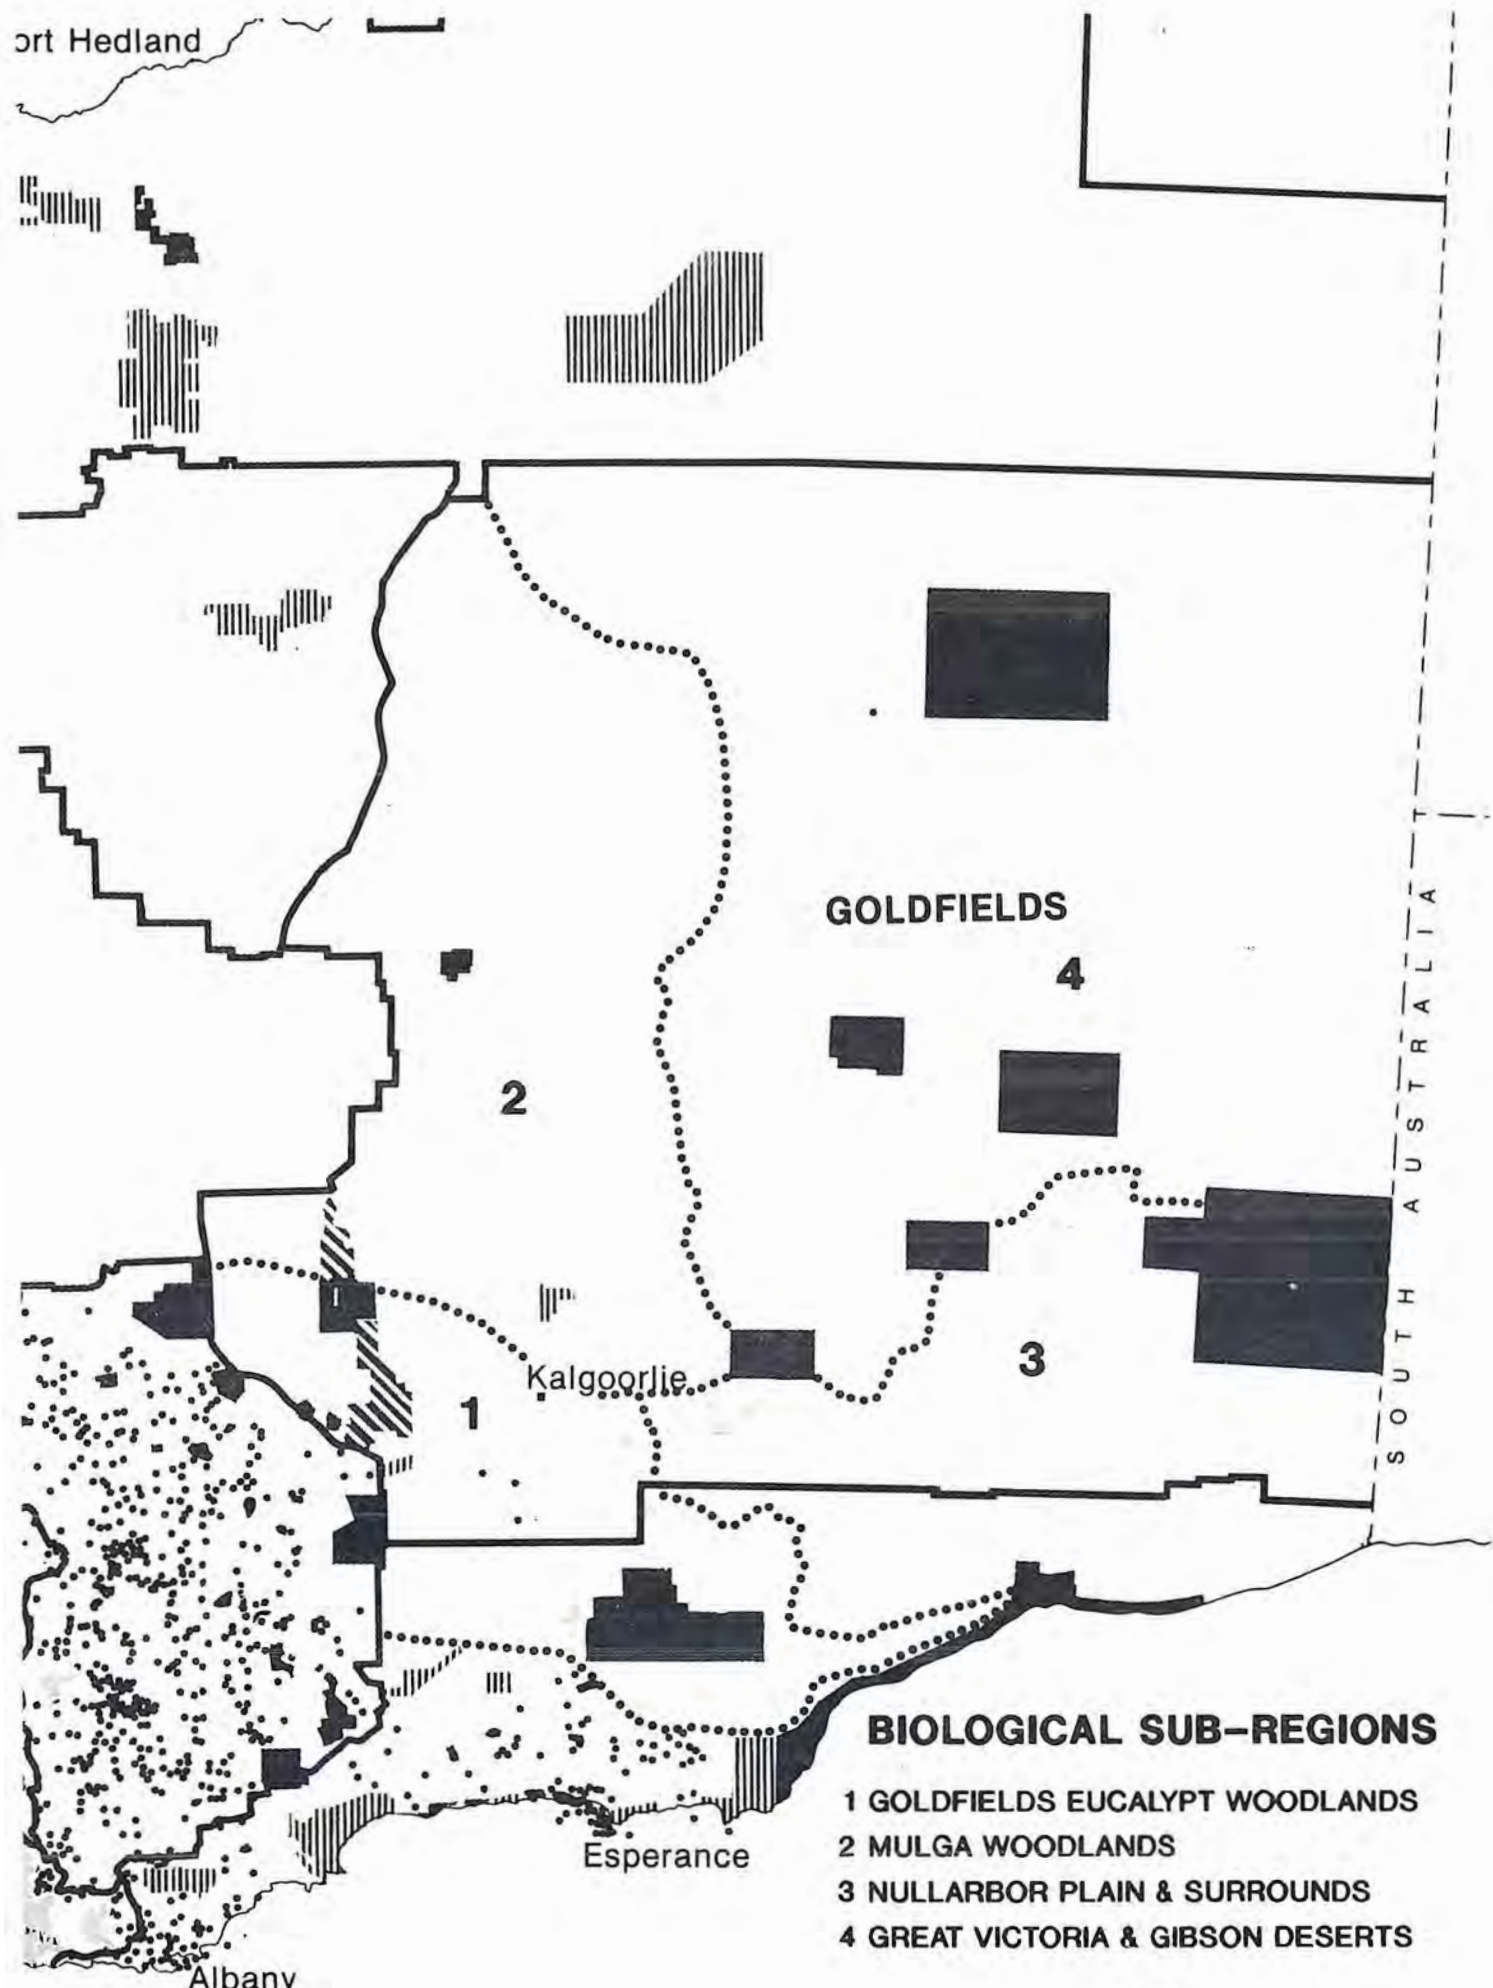 ort Hedland
GOLDFIELDS
4
2
3
Kalgoorlie
1
SOUTH AUSTRALIA
BIOLOGICAL SUB-REGIONS
1 GOLDFIELDS EUCALYPT WOODLANDS
2 MULGA WOODLANDS
3 NULLARBOR PLAIN & SURROUNDS
4 GREAT VICTORIA & GIBSON DESERTS
Esperance
Albany